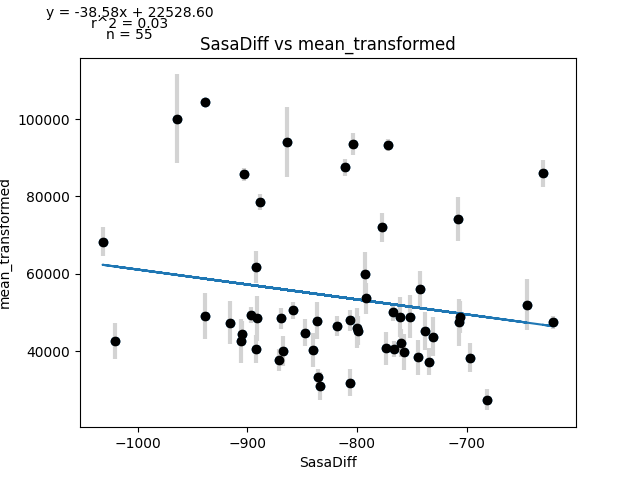 y = -38.58x + 22528.60
r^2 = 0.03
n = 55
SasaDiff vs mean_transformed
100000
80000
60000
40000
mean_transformed
−1000
−900
−800
−700
SasaDiff